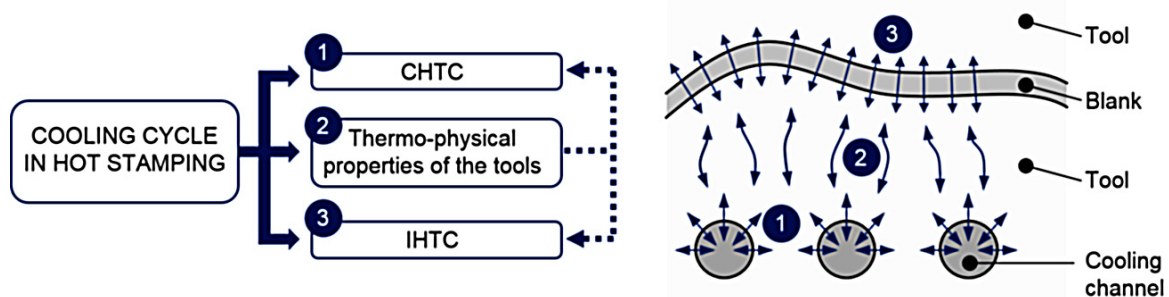 COOLING CYCLE
IN HOT STAMPING
1
CHTC
2
Thermo-physical
properties of the tools
3
IHTC
3
Tool
Blank
2
Tool
1
Cooling
channel